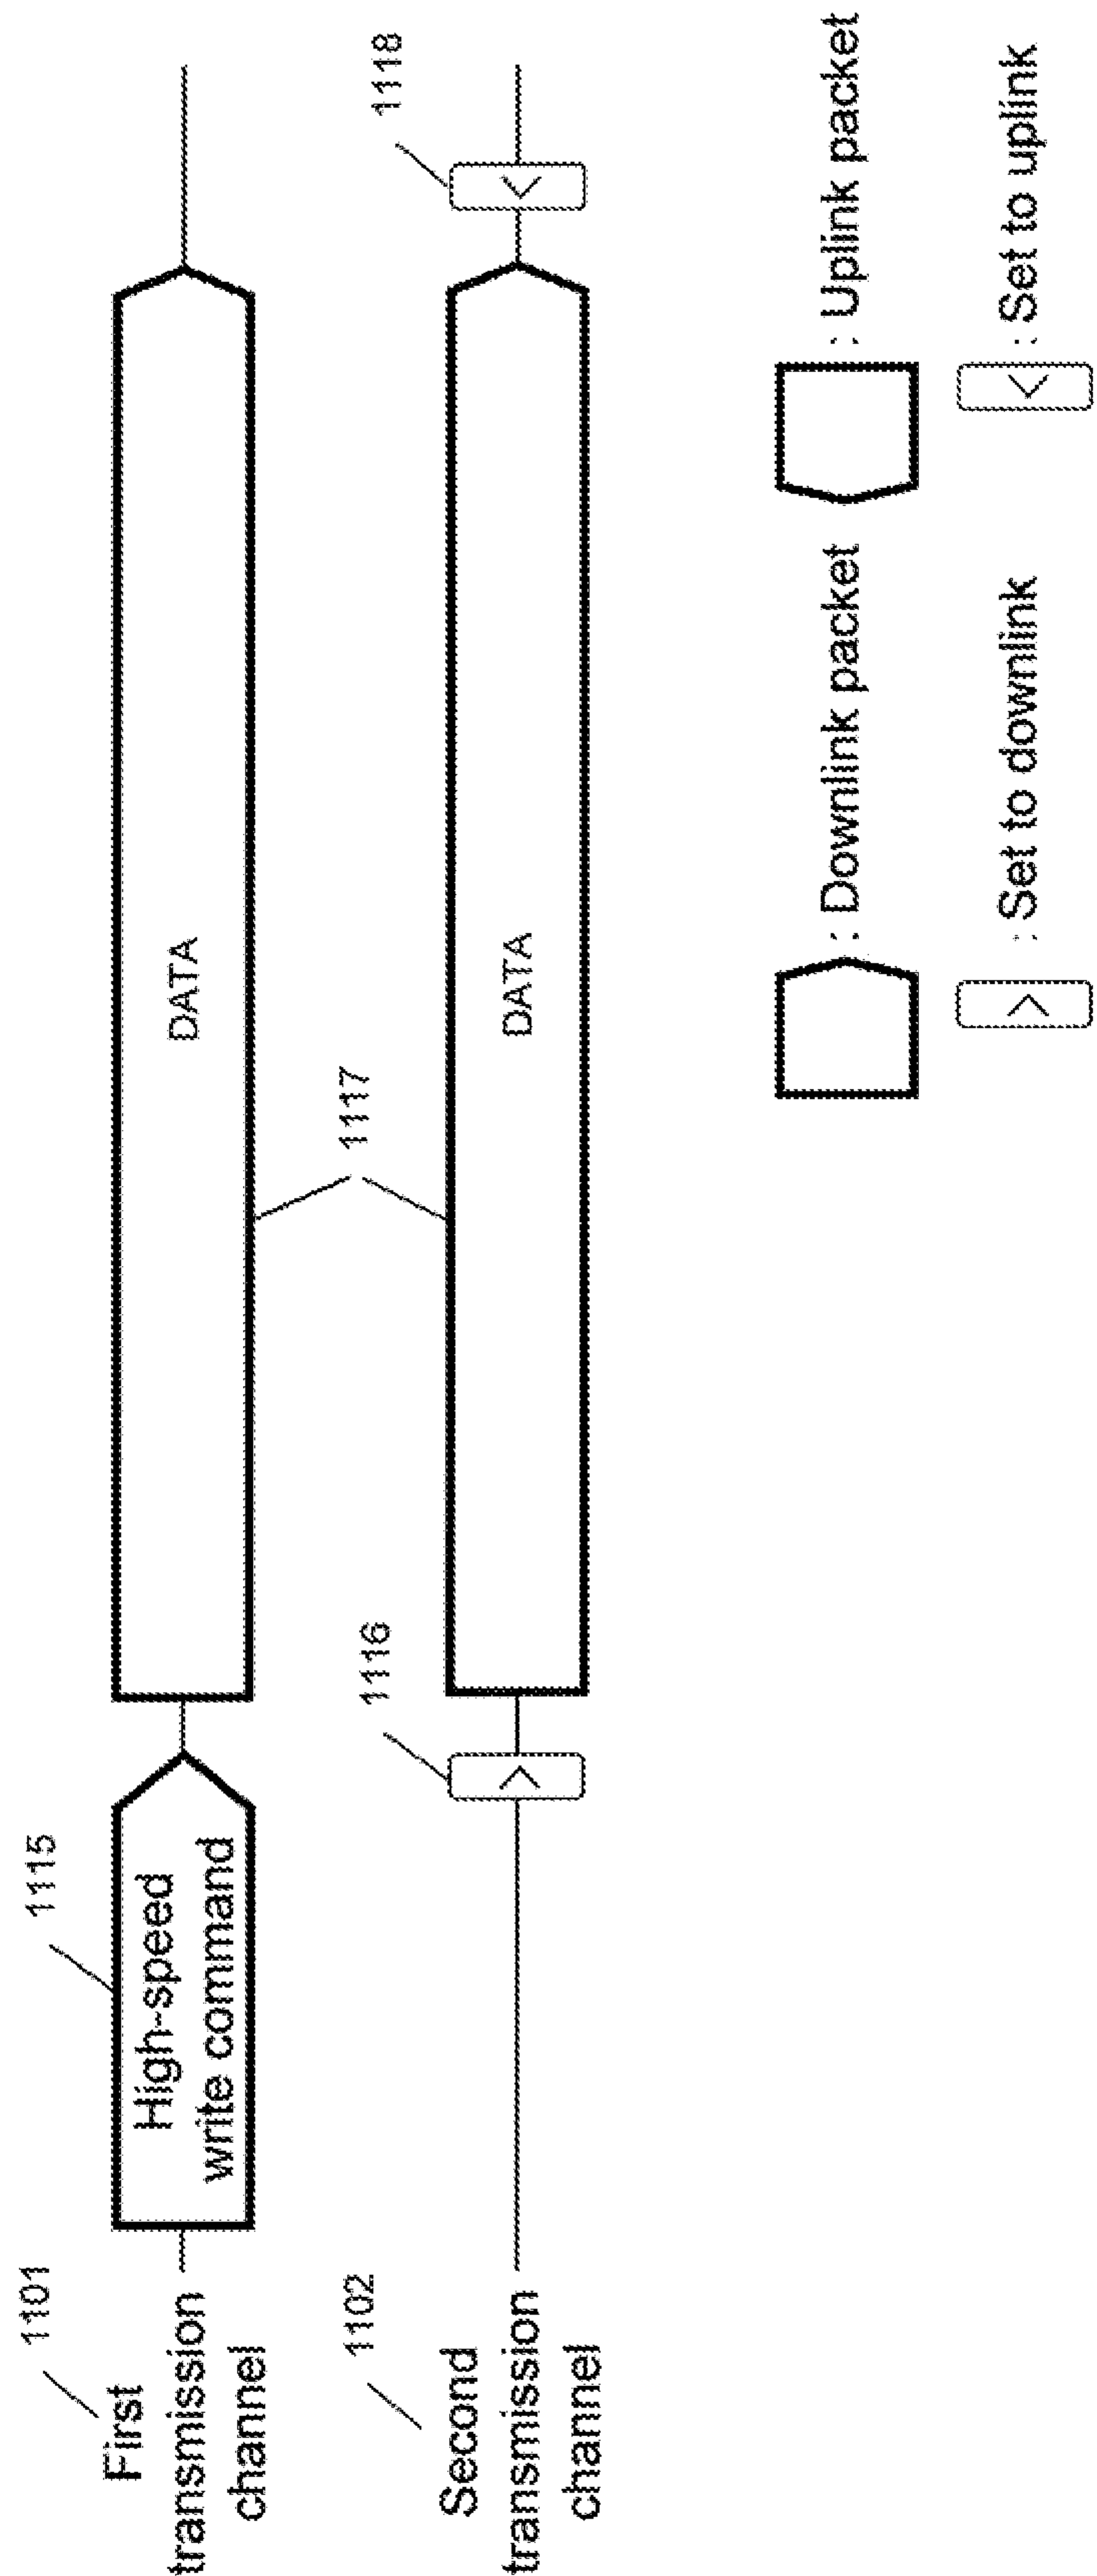 1101
First
transmission
channel
1115
High-speed
write command
DATA
1117
1102
Second
transmission
channel
1116
DATA
1118
: Downlink packet
: Uplink packet
: Set to downlink
: Set to uplink